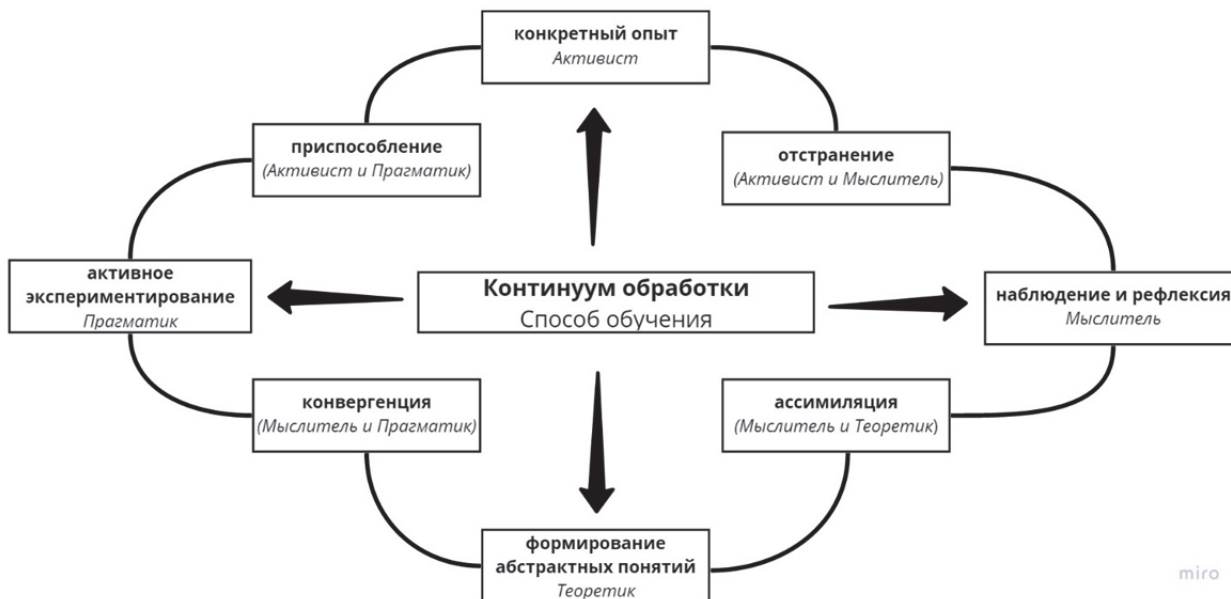 конкретный опыт
Активист
приспособление
(Активист и Прагматик)
отстранение
(Активист и Мыслитель)
активное
экспериментирование
Прагматик
Континуум обработки
Способ обучения
наблюдение и рефлексия
Мыслитель
конвергенция
(Мыслитель и Прагматик)
ассимиляция
(Мыслитель и Теоретик)
формирование
абстрактных понятий
Теоретик
miro